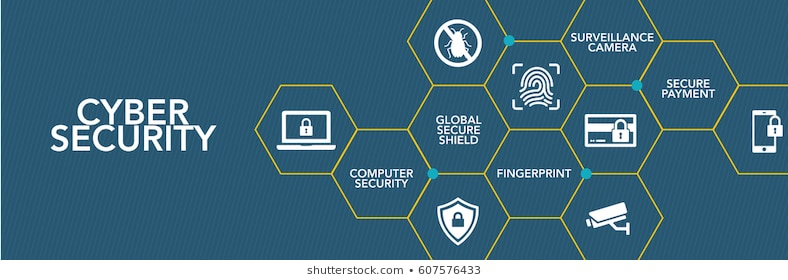 CYBER
SECURITY
SURVEILLANCE
CAMERA
SECURE
PAYMENT
GLOBAL
SECURE
SHIELD
COMPUTER
SECURITY
FINGERPRINT
shutterstock.com • 607576433